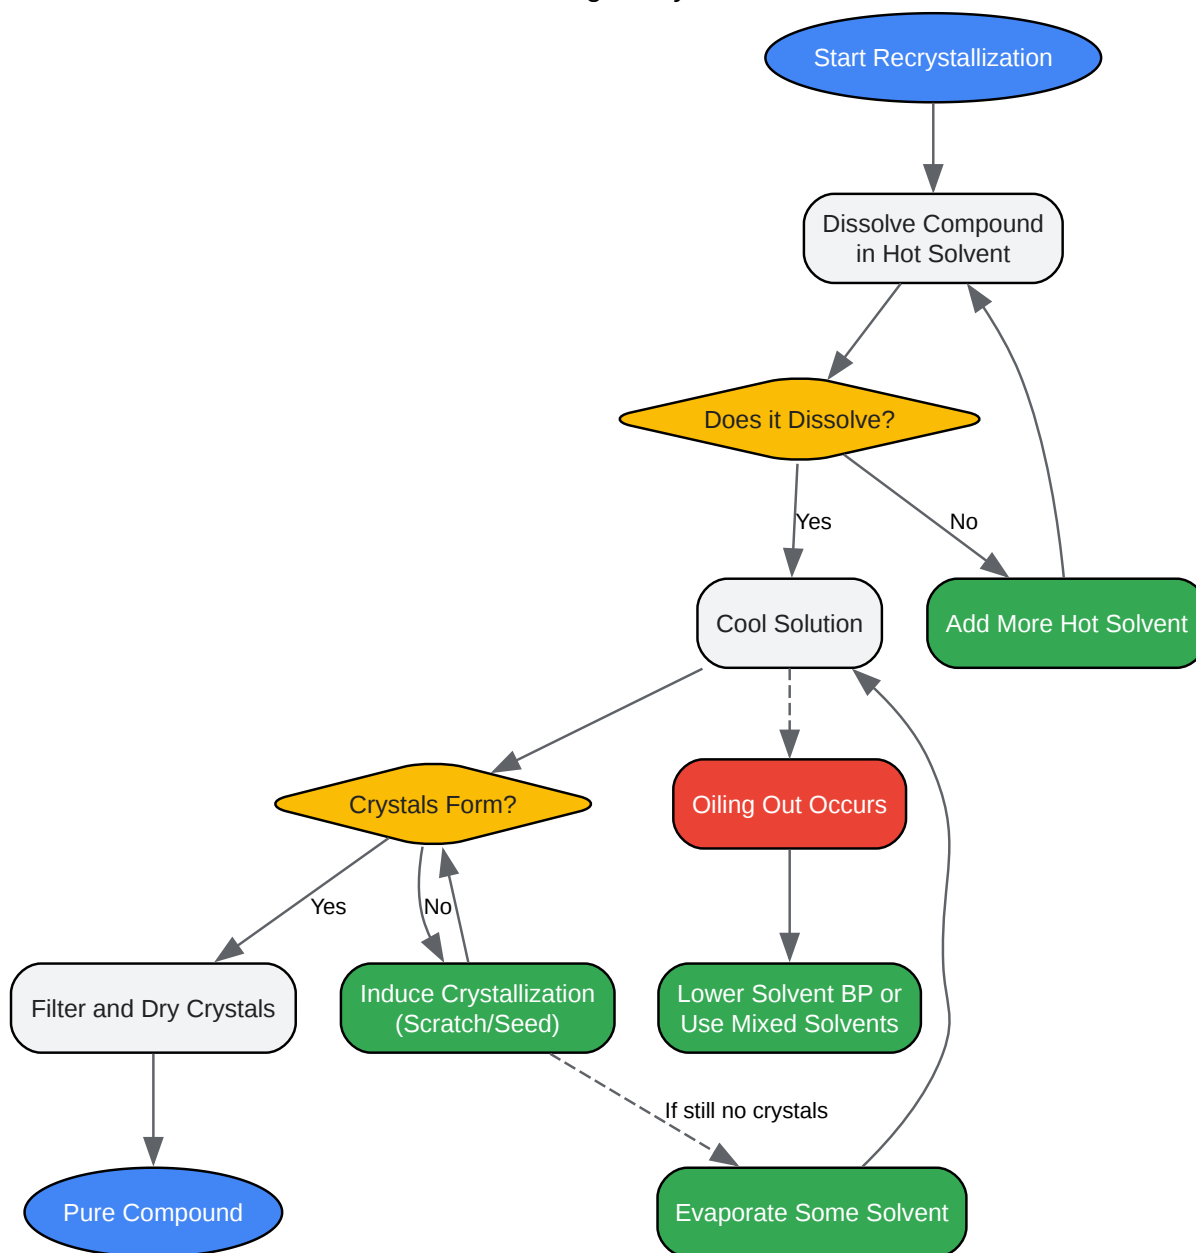 Start Recrystallization
Dissolve Compound
in Hot Solvent
Does it Dissolve?
Yes
No
Cool Solution
Add More Hot Solvent
Crystals Form?
Oiling Out Occurs
Yes
No
Filter and Dry Crystals
Induce Crystallization
(Scratch/Seed)
Lower Solvent BP or
Use Mixed Solvents
If still no crystals
Pure Compound
Evaporate Some Solvent